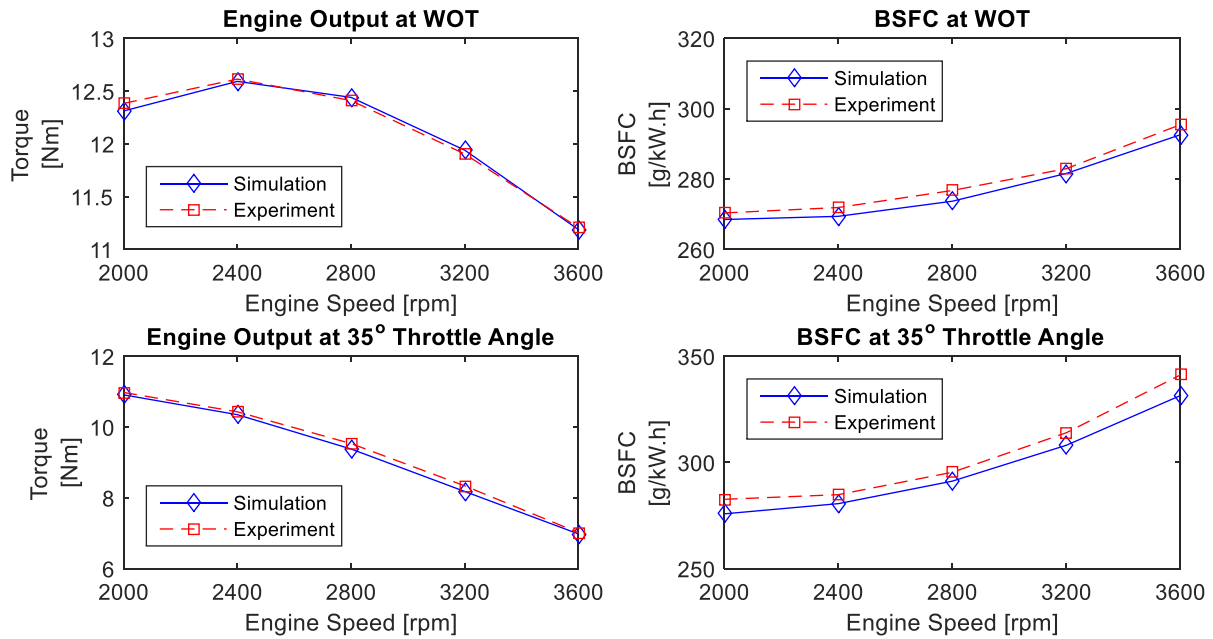 Engine Output at WOT
13
12.5
12
11.5
11
Torque
[Nm]
Simulation
Experiment
2000 2400 2800 3200 3600
Engine Speed [rpm]
BSFC at WOT
320
300
280
260
BSFC
[g/kW.h]
Simulation
Experiment
2000 2400 2800 3200 3600
Engine Speed [rpm]
Engine Output at 35° Throttle Angle
12
10
8
6
Torque
[Nm]
Simulation
Experiment
2000 2400 2800 3200 3600
Engine Speed [rpm]
BSFC at 35° Throttle Angle
350
300
250
BSFC
[g/kW.h]
Simulation
Experiment
2000 2400 2800 3200 3600
Engine Speed [rpm]